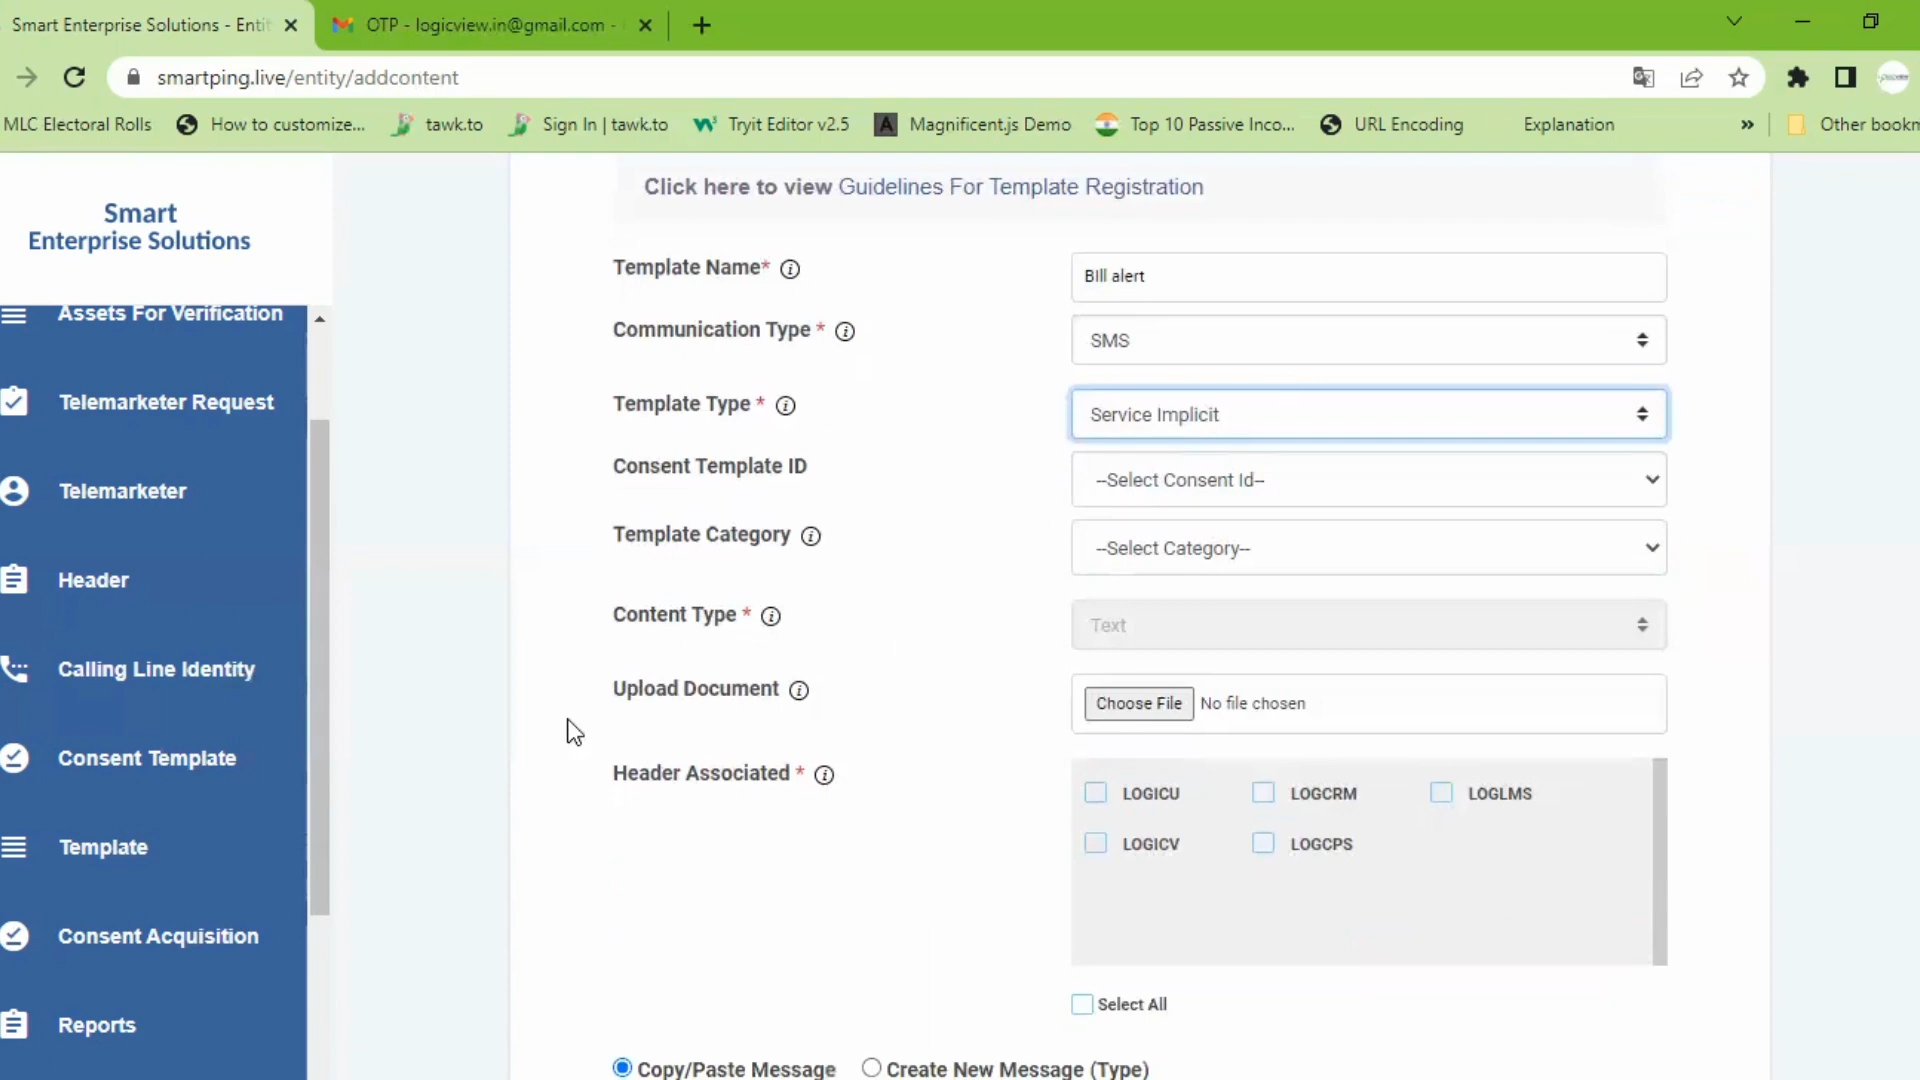 Smart Enterprise Solutions - Entit
OTP - logicview.in@gmail.com -
smartping.live/entity/addcontent
MLC Electoral Rolls How to customize... tawk.to Sign In | tawk.to Tryit Editor v2.5 Magnificent.js Demo Top 10 Passive Inco... URL Encoding Explanation » Other bookm
Smart
Enterprise Solutions
Assets For Verification
Telemarketer Request
Telemarketer
Header
Calling Line Identity
Consent Template
Template
Consent Acquisition
Reports
Click here to view Guidelines For Template Registration
Template Name* BIll alert
Communication Type * SMS
Template Type * Service Implicit
Consent Template ID --Select Consent Id--
Template Category --Select Category--
Content Type * Text
Upload Document Choose File No file chosen
Header Associated * LOGICU LOGCRM LOGLMS
LOGICV LOGCPS
Select All
Copy/Paste Message Create New Message (Type)